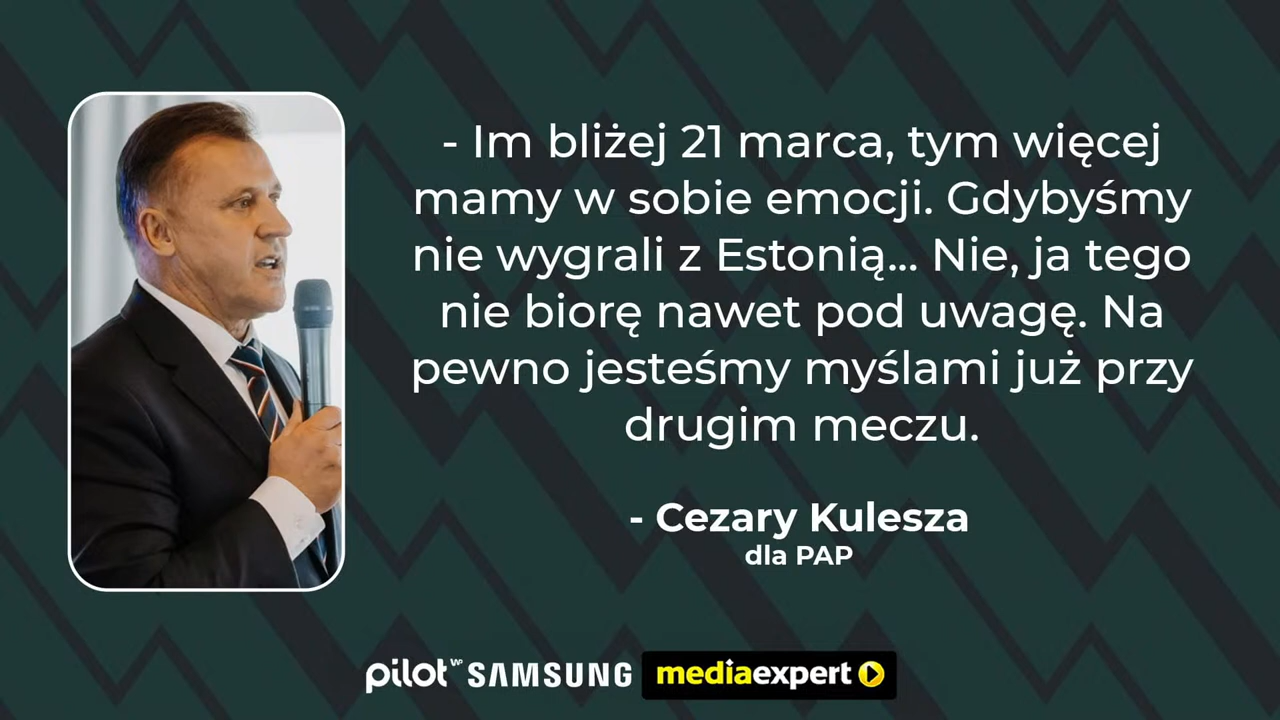 - Im bliżej 21 marca, tym więcej
mamy w sobie emocji. Gdybyśmy
nie wygrali z Estonią... Nie, ja tego
nie biorę nawet pod uwagę. Na
pewno jesteśmy myślami już przy
drugim meczu.
- Cezary Kulesza
dla PAP
pilot WP SAMSUNG mediaexpert